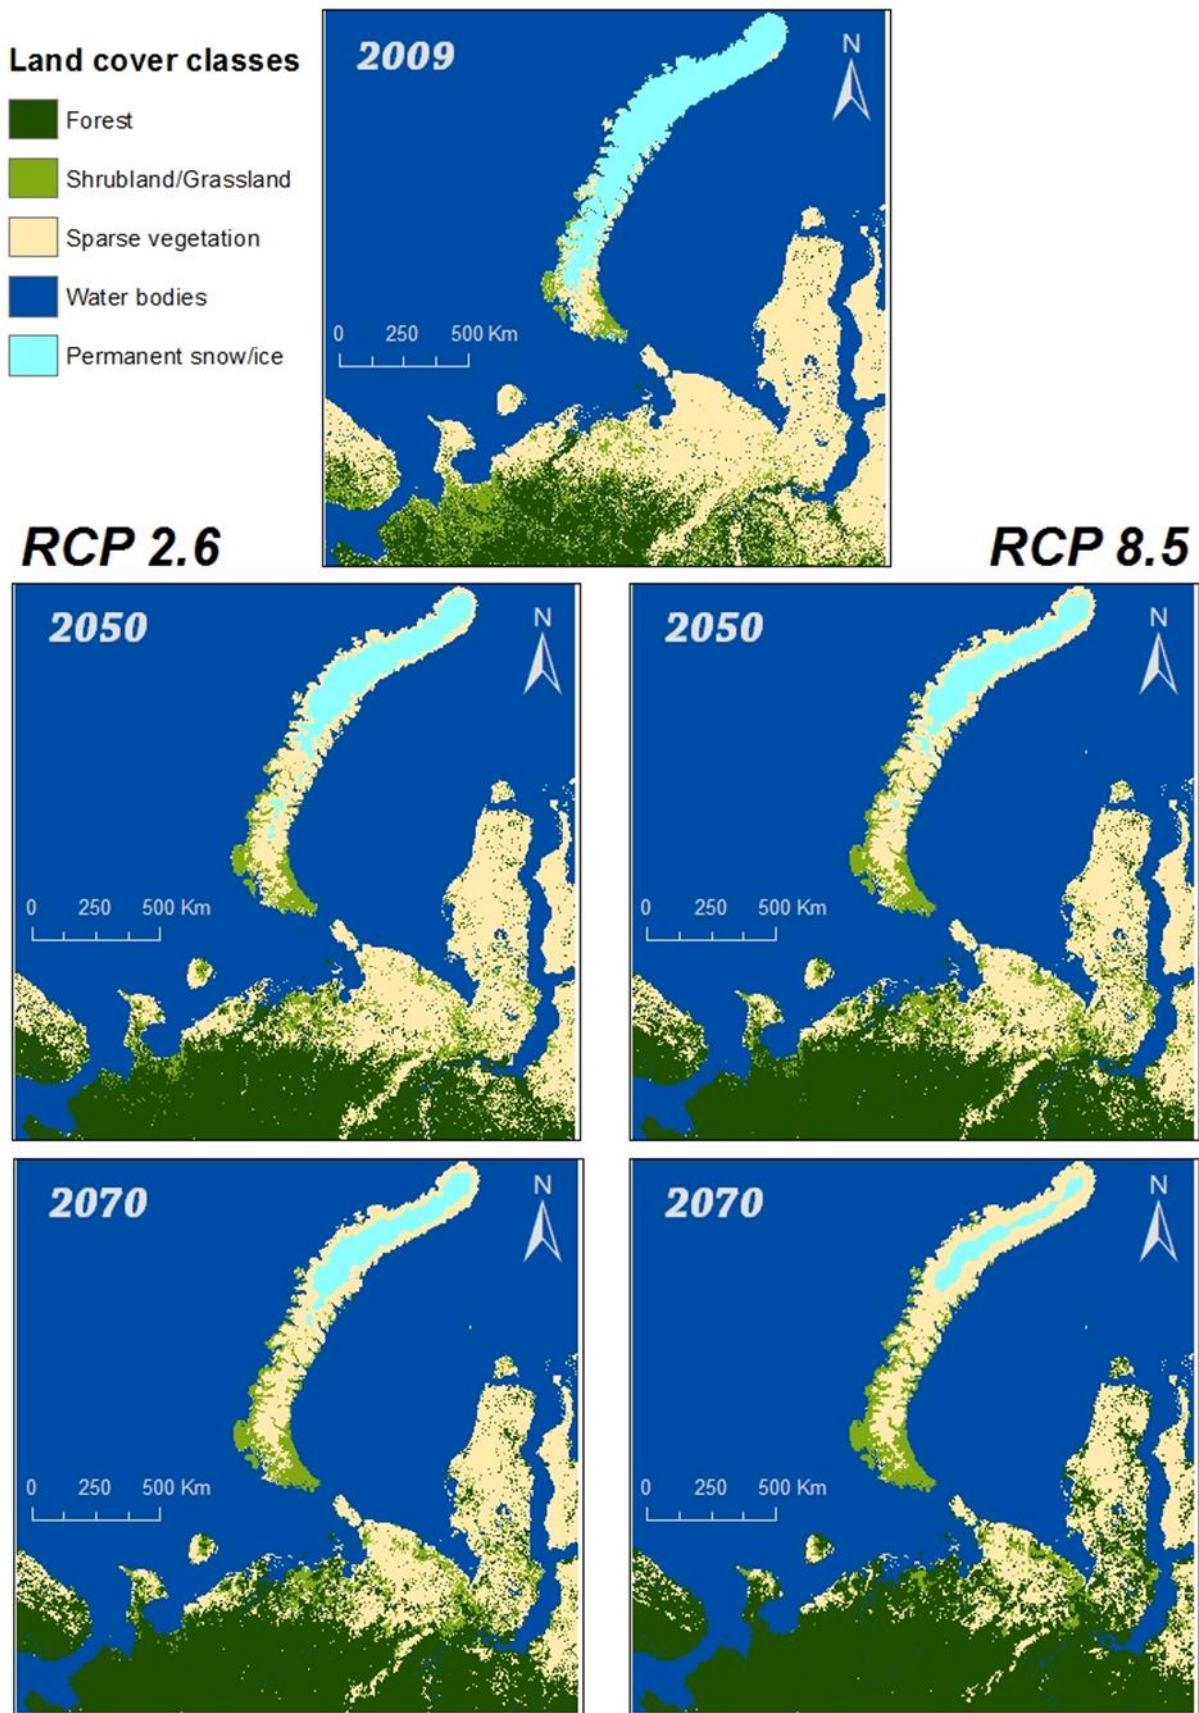 Land cover classes
Forest
Shrubland/Grassland
Sparse vegetation
Water bodies
Permanent snow/ice
2009
N
0 250 500 Km
RCP 2.6
RCP 8.5
2050
N
0 250 500 Km
2050
N
0 250 500 Km
2070
N
0 250 500 Km
2070
N
0 250 500 Km